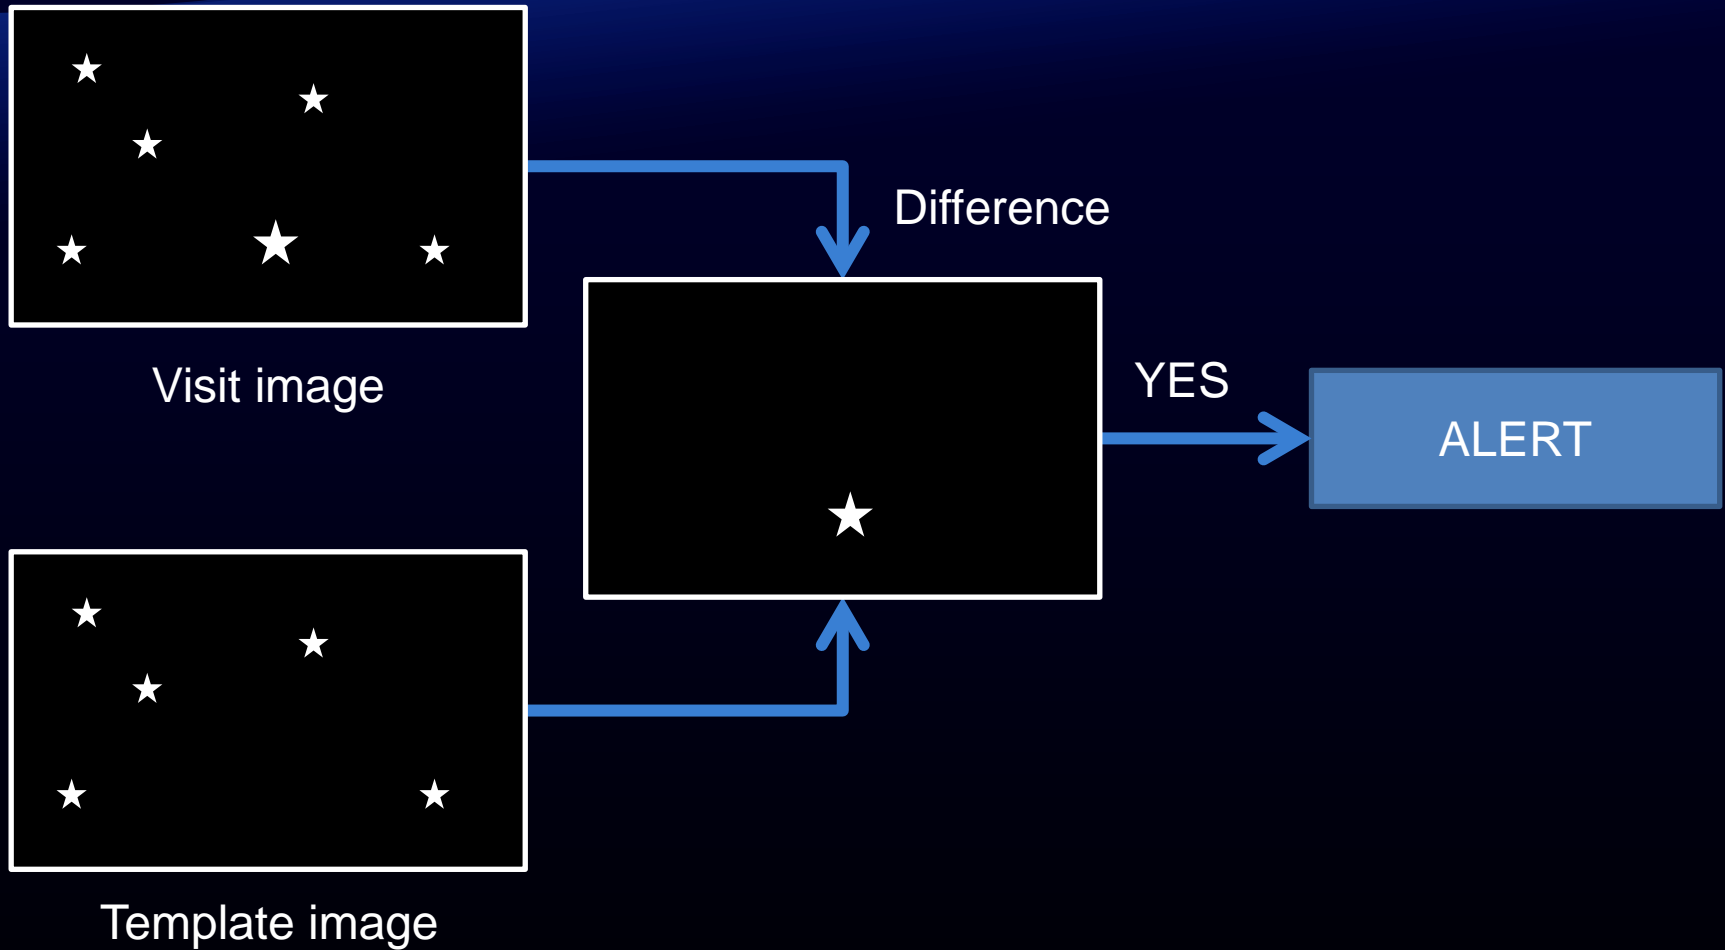 Difference
Visit image
YES
ALERT
Template image